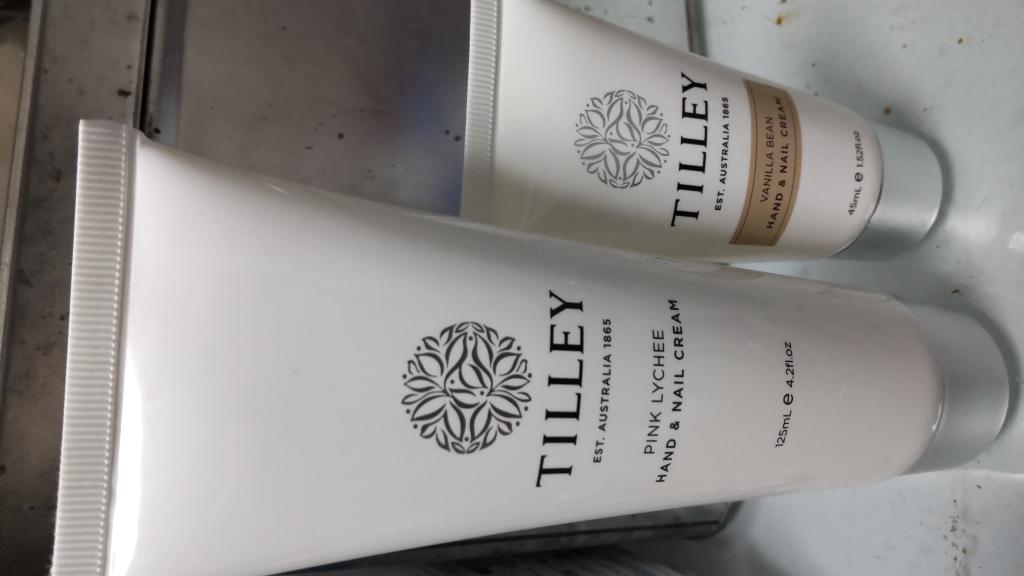 TILLEY
EST. AUSTRALIA 1865
VANILLA BEAN
HAND & NAIL CREAM
45mL e 1.52fl.oz
TILLEY
EST. AUSTRALIA 1865
PINK LYCHEE
HAND & NAIL CREAM
125mL e 4.2fl.oz